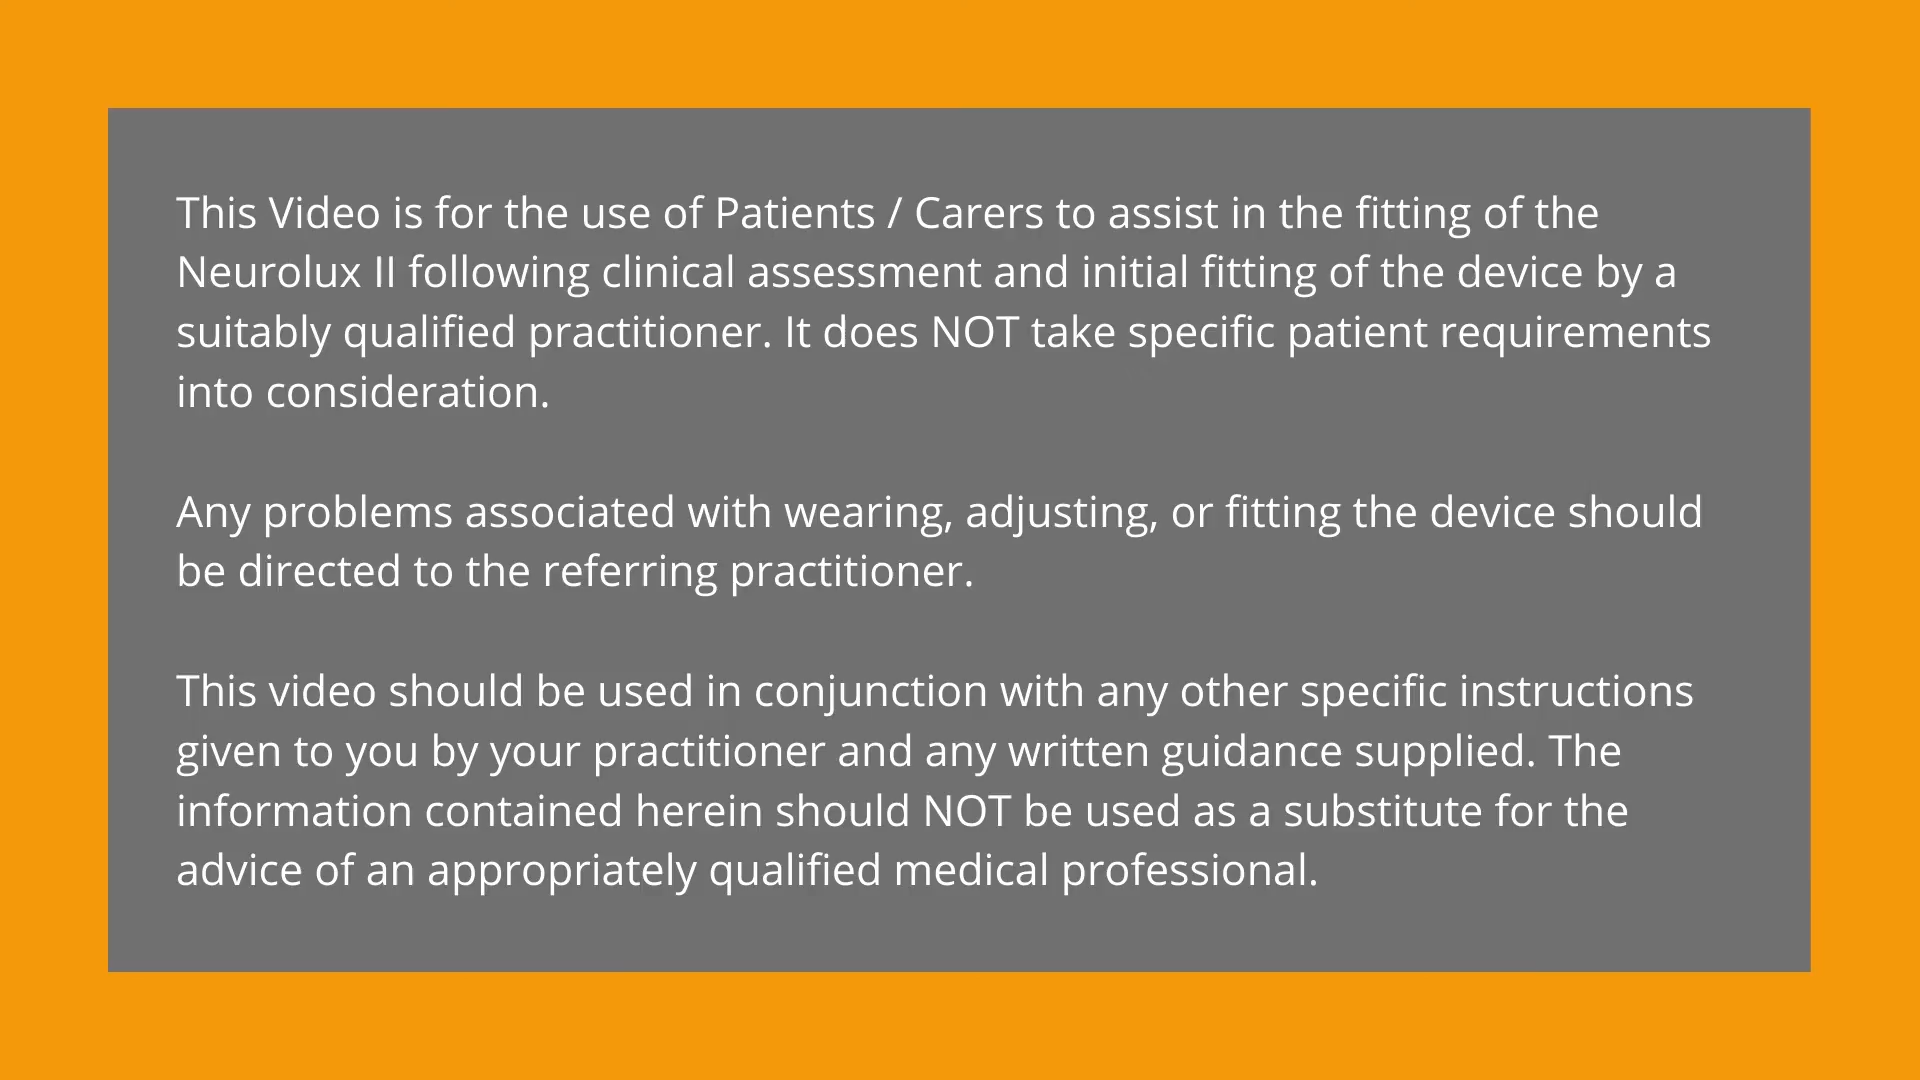 This Video is for the use of Patients / Carers to assist in the fitting of the
Neurolux II following clinical assessment and initial fitting of the device by a
suitably qualified practitioner. It does NOT take specific patient requirements
into consideration.
Any problems associated with wearing, adjusting, or fitting the device should
be directed to the referring practitioner.
This video should be used in conjunction with any other specific instructions
given to you by your practitioner and any written guidance supplied. The
information contained herein should NOT be used as a substitute for the
advice of an appropriately qualified medical professional.